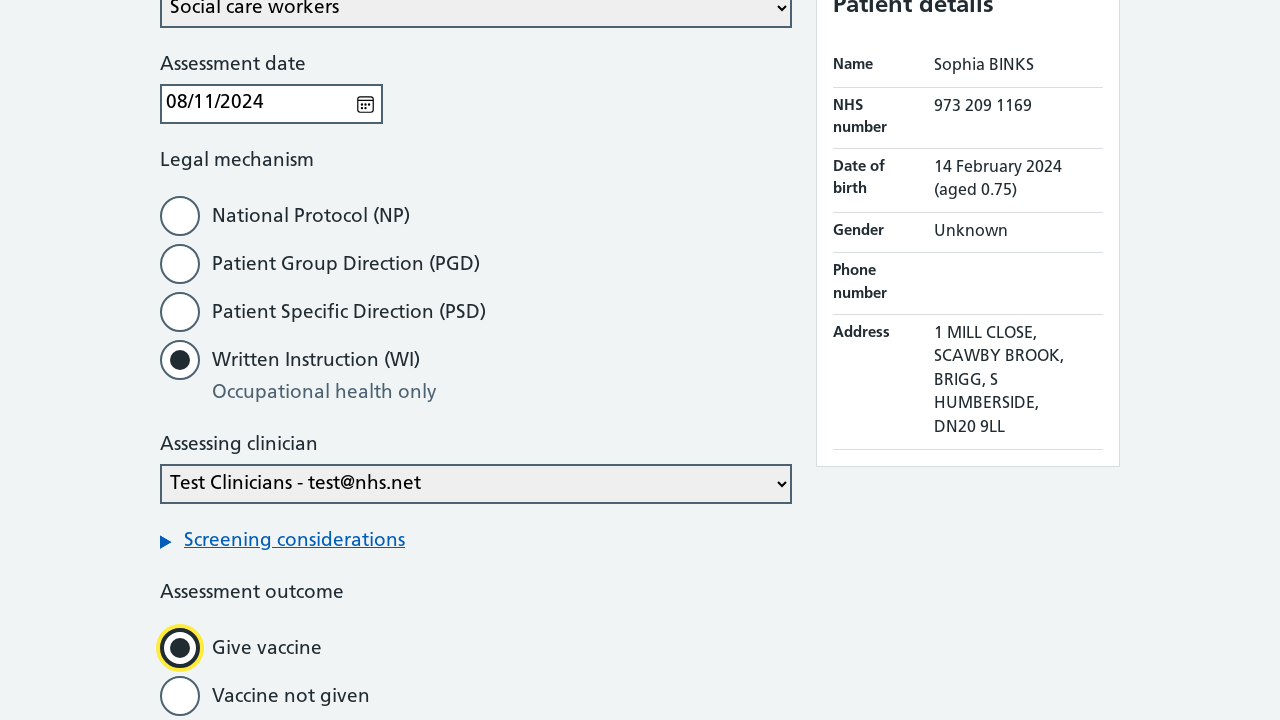 Social care workers
Assessment date
08/11/2024
Legal mechanism
National Protocol (NP)
Patient Group Direction (PGD)
Patient Specific Direction (PSD)
Written Instruction (WI)
Occupational health only
Assessing clinician
Test Clinicians - test@nhs.net
Screening considerations
Assessment outcome
Give vaccine
Vaccine not given
Patient details
Name Sophia BINKS
NHS number 973 209 1169
Date of birth 14 February 2024 (aged 0.75)
Gender Unknown
Phone number
Address 1 MILL CLOSE,
SCAWBY BROOK,
BRIGG, S
HUMBERSIDE,
DN20 9LL